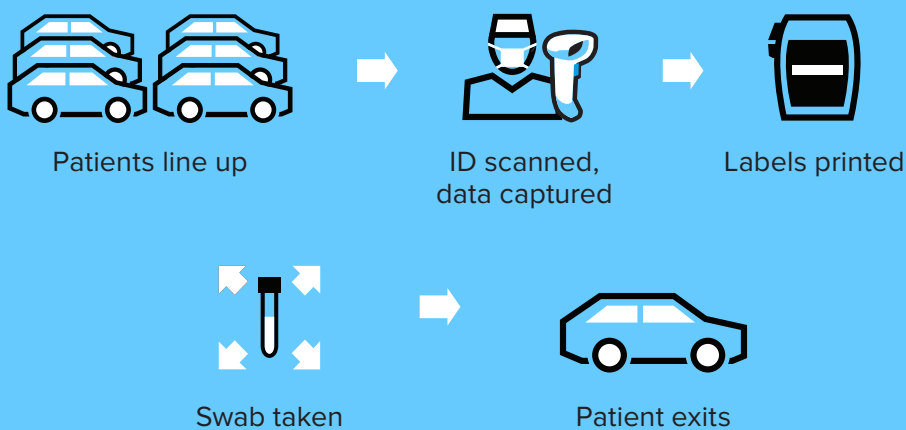 Patients line up
ID scanned,
data captured
Labels printed
Swab taken
Patient exits